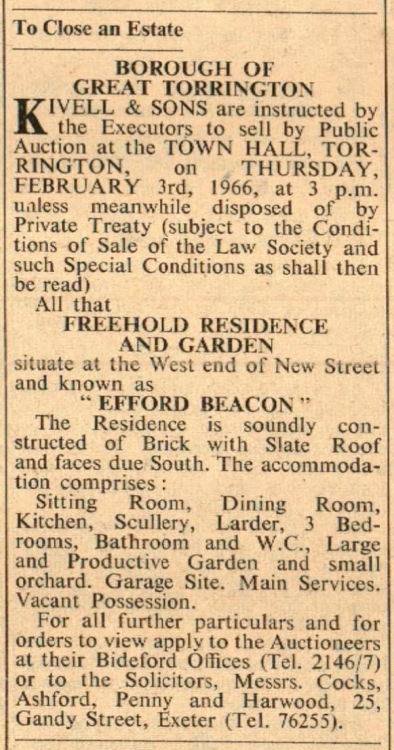 To Close an Estate
BOROUGH OF
GREAT TORRINGTON
KIVELL & SONS are instructed by
the Executors to sell by Public
Auction at the TOWN HALL, TOR-
RINGTON, on THURSDAY,
FEBRUARY 3rd, 1966, at 3 p.m.
unless meanwhile disposed of by
Private Treaty (subject to the Condi-
tions of Sale of the Law Society and
such Special Conditions as shall then
be read)
All that
FREEHOLD RESIDENCE
AND GARDEN
situate at the West end of New Street
and known as
" EFFORD BEACON "
The Residence is soundly con-
structed of Brick with Slate Roof
and faces due South. The accommoda-
tion comprises :
Sitting Room, Dining Room,
Kitchen, Scullery, Larder, 3 Bed-
rooms, Bathroom and W.C., Large
and Productive Garden and small
orchard. Garage Site. Main Services.
Vacant Possession.
For all further particulars and for
orders to view apply to the Auctioneers
at their Bideford Offices (Tel. 2146/7)
or to the Solicitors, Messrs. Cocks,
Ashford, Penny and Harwood, 25,
Gandy Street, Exeter (Tel. 76255).